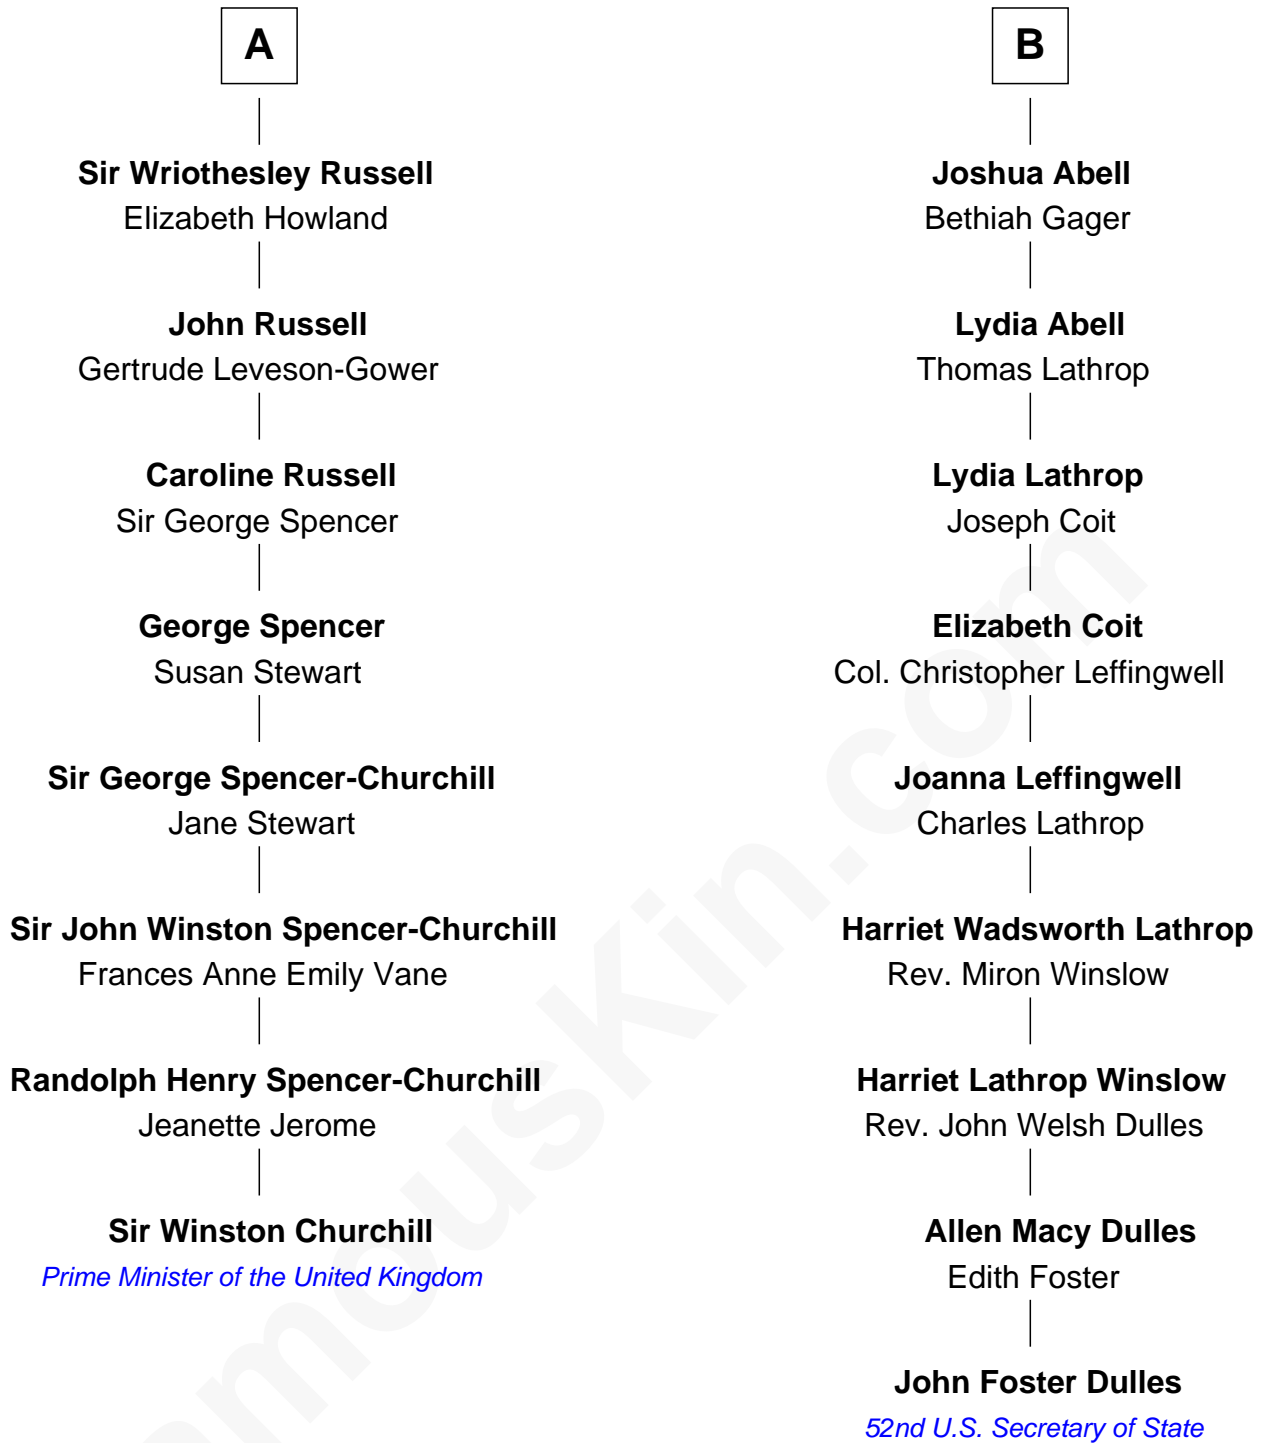 A
Sir Wriothesley Russell
Elizabeth Howland
John Russell
Gertrude Leveson-Gower
Caroline Russell
Sir George Spencer
George Spencer
Susan Stewart
Sir George Spencer-Churchill
Jane Stewart
Sir John Winston Spencer-Churchill
Frances Anne Emily Vane
Randolph Henry Spencer-Churchill
Jeanette Jerome
Sir Winston Churchill
Prime Minister of the United Kingdom
B
Joshua Abell
Bethiah Gager
Lydia Abell
Thomas Lathrop
Lydia Lathrop
Joseph Coit
Elizabeth Coit
Col. Christopher Leffingwell
Joanna Leffingwell
Charles Lathrop
Harriet Wadsworth Lathrop
Rev. Miron Winslow
Harriet Lathrop Winslow
Rev. John Welsh Dulles
Allen Macy Dulles
Edith Foster
John Foster Dulles
52nd U.S. Secretary of State
amousKin.com